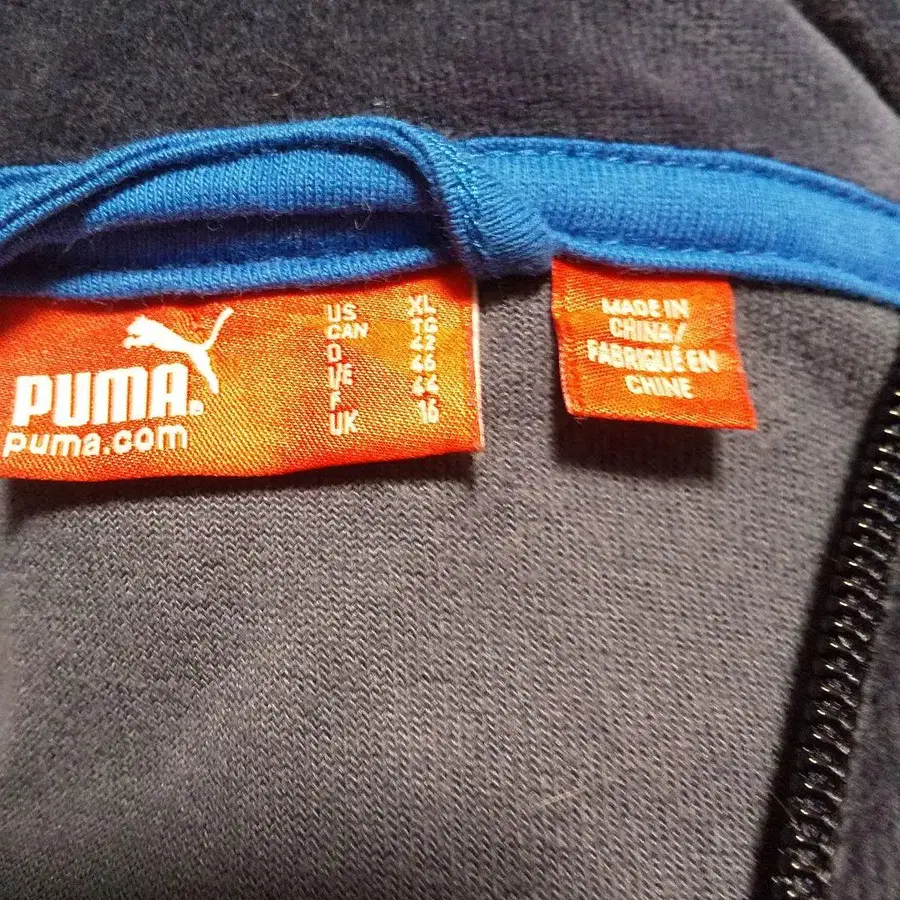 PUMA®
puma.com
US XL
CAN TG
D 42
I/E 46
F 44
UK 16
MADE IN
CHINA/
FABRIQUÉ EN
CHINE